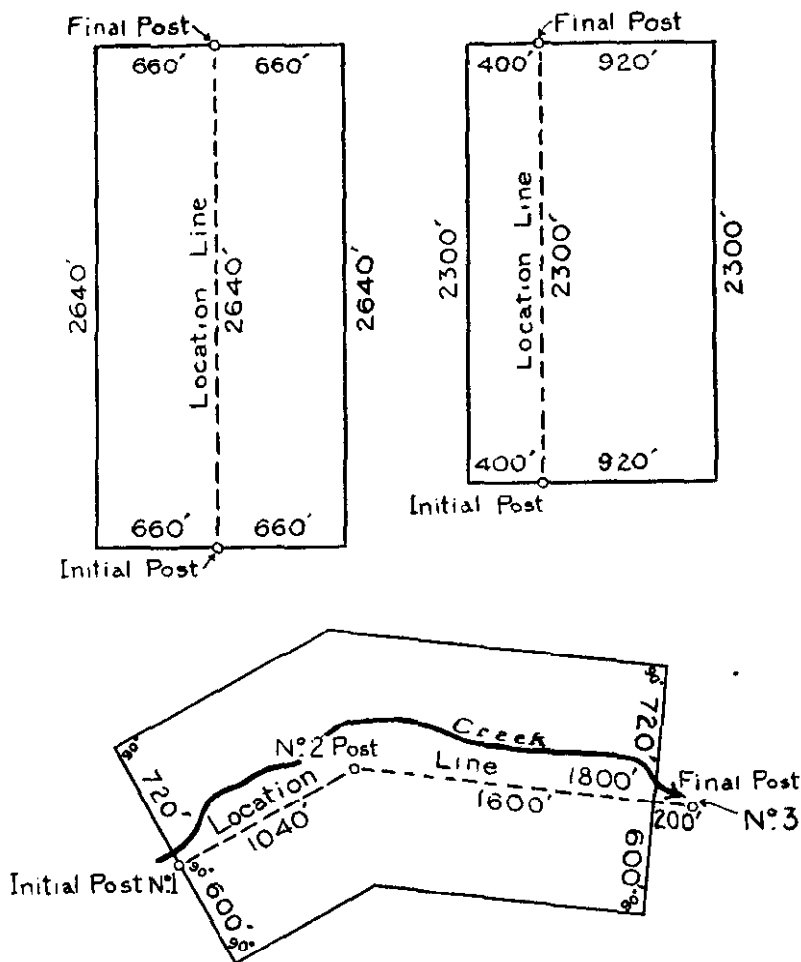 Final Post
660' 660'
2640'
Location Line
2640'
2640'
660' 660'
Initial Post
Final Post
400' 920'
2300'
Location Line
2300'
2300'
400' 920'
Initial Post
90°
720'
Creek
Nº 2 Post
Location
Line
1040'
1600'
1800'
90°
720'
Final Post
200'
Nº 3
Initial Post Nº1
90°
600'
90°
600'
90°